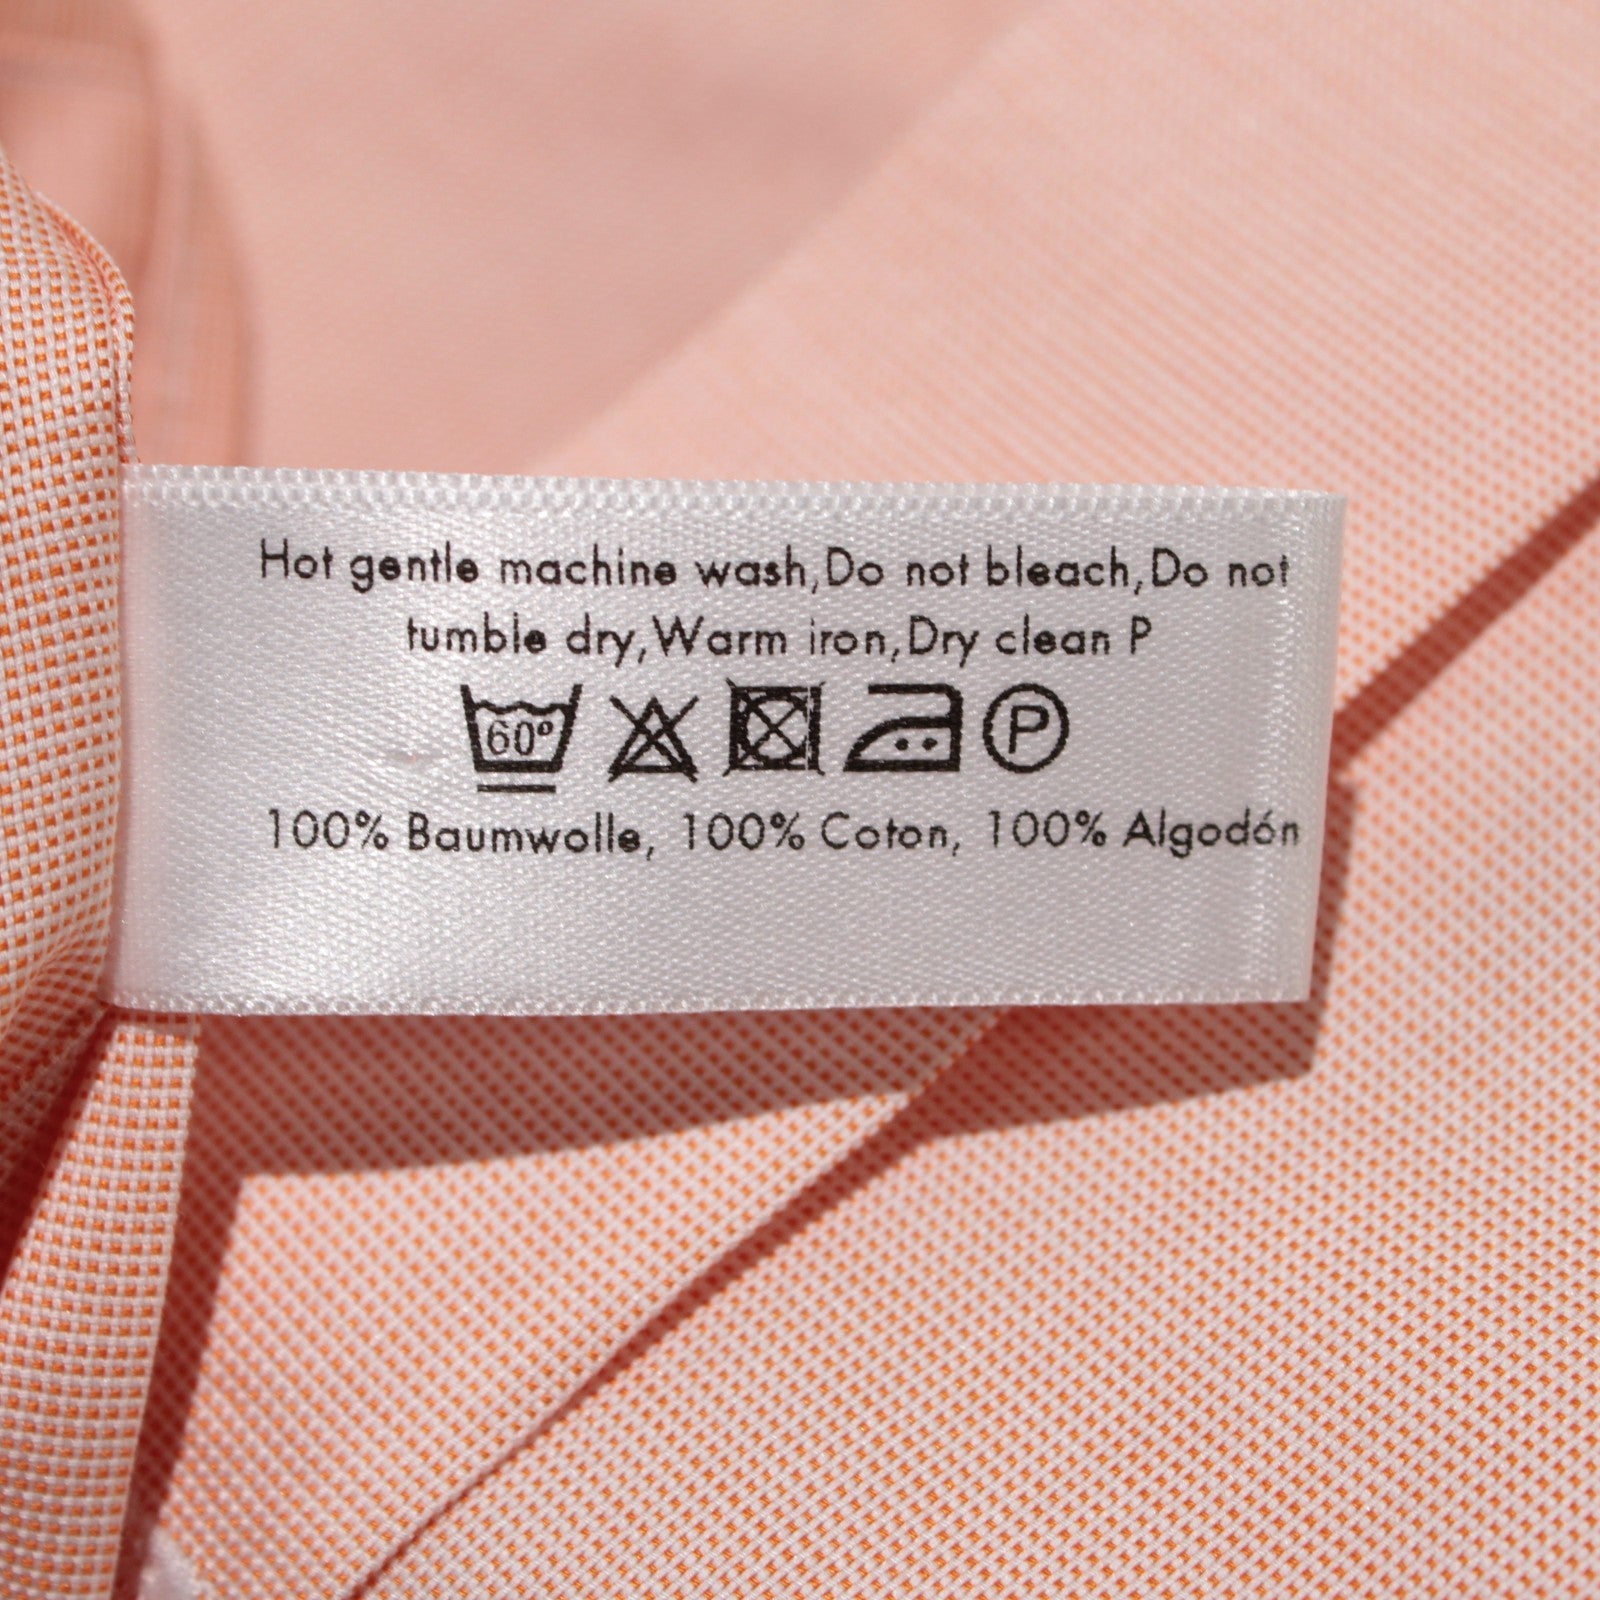 Hot gentle machine wash,Do not bleach,Do not
tumble dry,Warm iron,Dry clean P
60° P
100% Baumwolle, 100% Coton, 100% Algodón